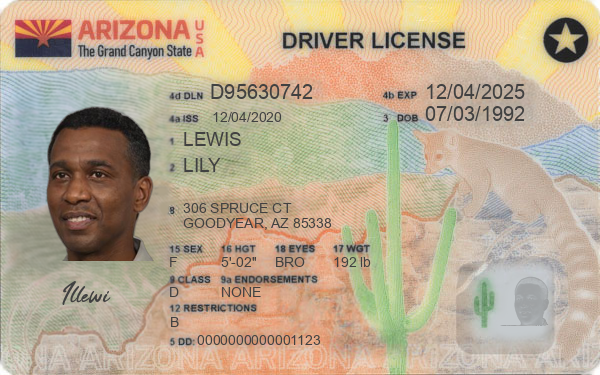 ARIZONA USA
The Grand Canyon State
DRIVER LICENSE
4d DLN D95630742
4b EXP 12/04/2025
4a ISS 12/04/2020
3 DOB 07/03/1992
1 LEWIS
2 LILY
8 306 SPRUCE CT
GOODYEAR, AZ 85338
15 SEX 16 HGT 18 EYES 17 WGT
F 5'-02" BRO 192 lb
9 CLASS 9a ENDORSEMENTS
D NONE
12 RESTRICTIONS
B
5 DD: 0000000000001123
Illewi
ARIZONA ARIZONA ARIZONA ARIZONA